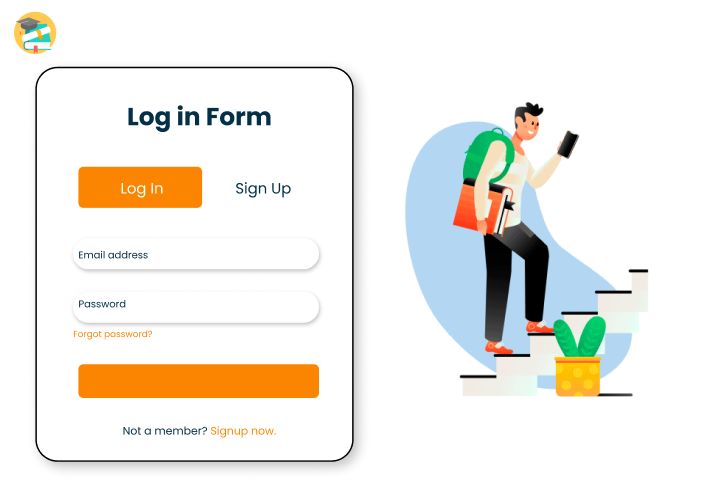 Log in Form
Log In
Sign Up
Email address
Password
Forgot password?
Not a member? Signup now.